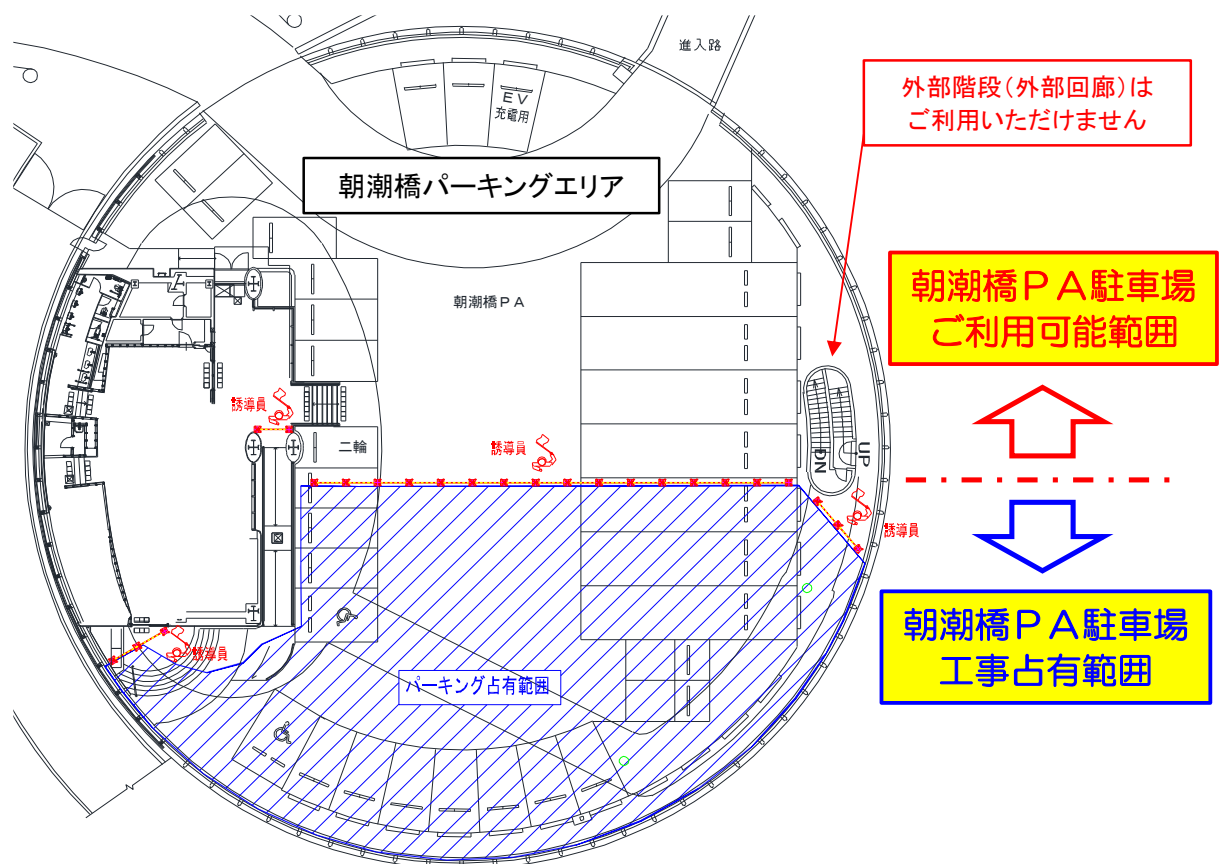 進入路
外部階段(外部回廊)は
ご利用いただけません
EV
充電用
朝潮橋パーキングエリア
朝潮橋PA
朝潮橋PA駐車場
ご利用可能範囲
誘導員
二輪
誘導員
UP
DN
誘導員
朝潮橋PA駐車場
工事占有範囲
誘導員
パーキング占有範囲